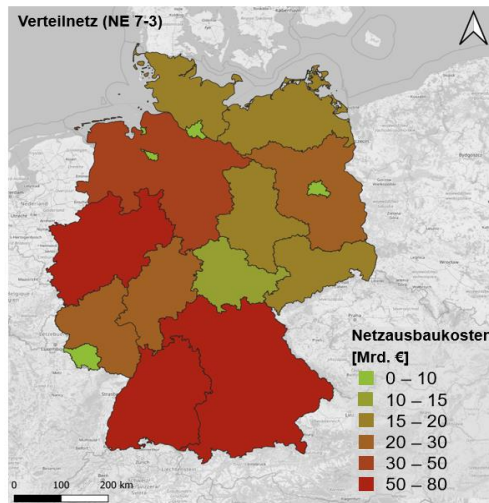 Verteilnetz (NE 7-3)
Netzausbaukosten
[Mrd. €]
0 – 10
10 – 15
15 – 20
20 – 30
30 – 50
50 – 80
0 100 200 km